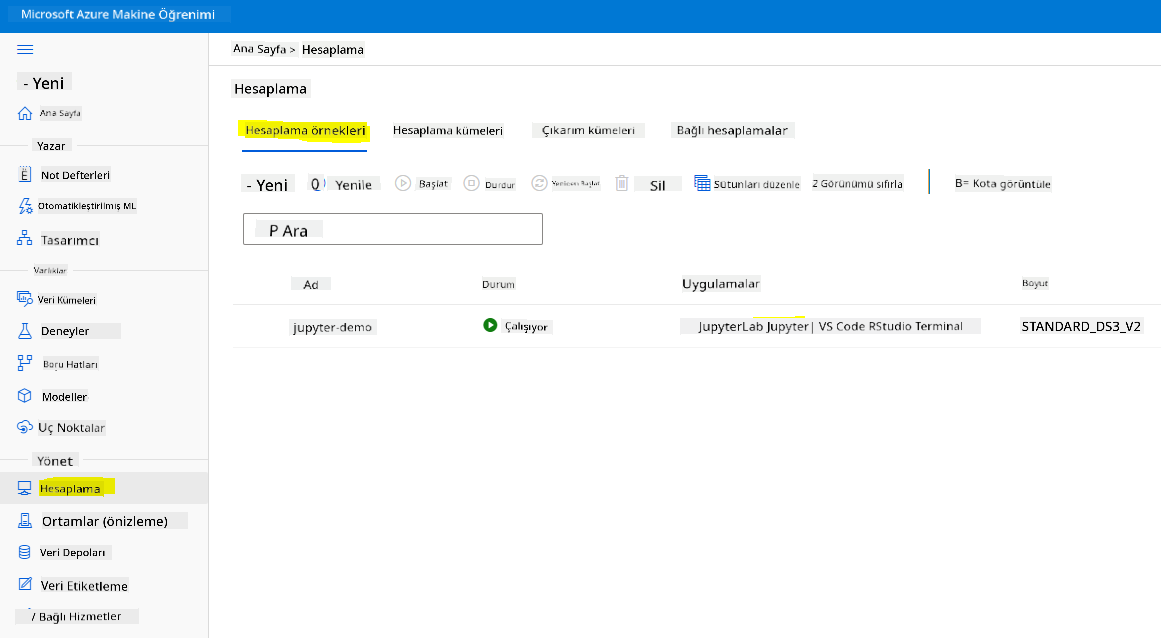 Microsoft Azure Makine Öğrenimi
- Yeni
Ana Sayfa
Yazar
Not Defterleri
Otomatikleştirilmiş ML
Tasarımcı
Varlıklar
Veri Kümeleri
Deneyler
Boru Hatları
Modeller
Uç Noktalar
Yönet
Hesaplama
Ortamlar (önizleme)
Veri Depoları
Veri Etiketleme
/ Bağlı Hizmetler
Ana Sayfa > Hesaplama
Hesaplama
Hesaplama örnekleri Hesaplama kümeleri Çıkarım kümeleri Bağlı hesaplamalar
- Yeni 0 Yenile Başlat Durdur Yeniden Başlat Sil Sütunları düzenle 2 Görünümü sıfırla B= Kota görüntüle
P Ara
Ad Durum Uygulamalar Boyut
jupyter-demo Çalışıyor JupyterLab Jupyter| VS Code RStudio Terminal STANDARD_DS3_V2